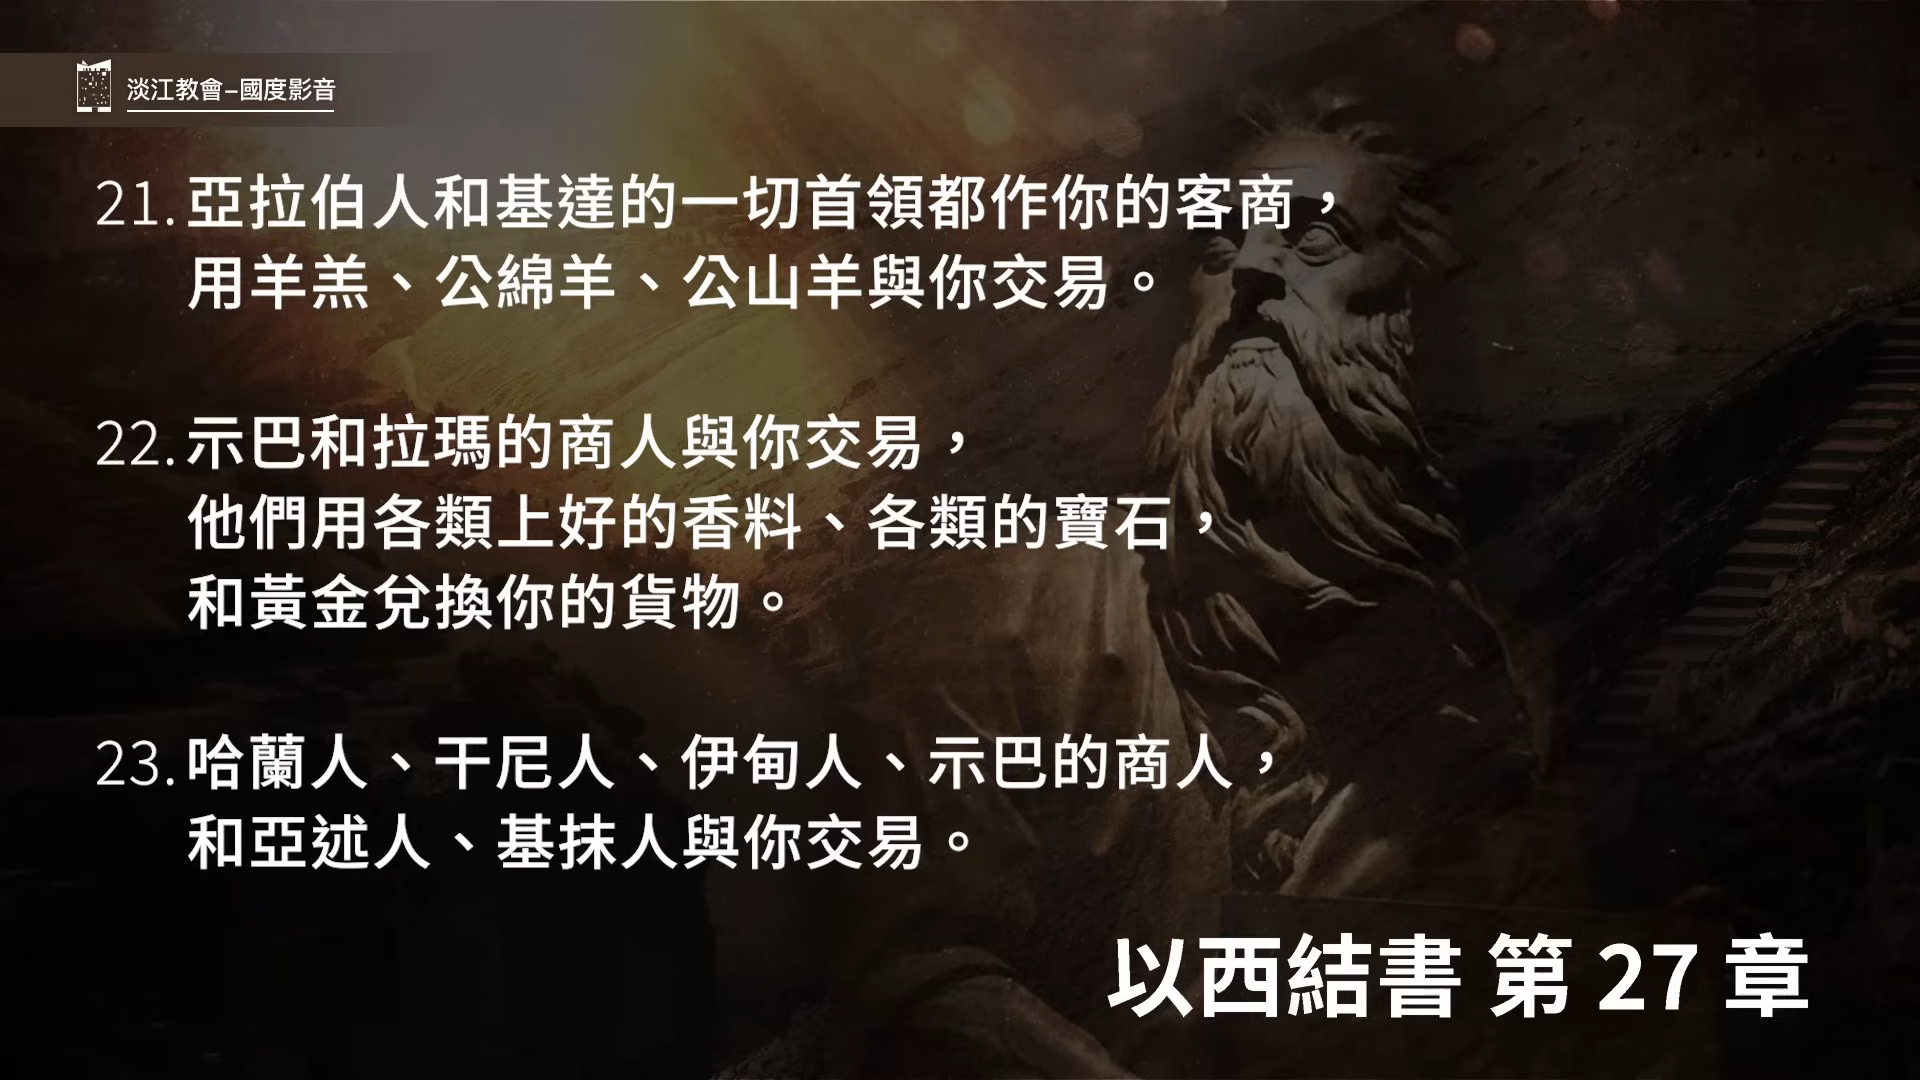 淡江教會–國度影音
21.亞拉伯人和基達的一切首領都作你的客商，
用羊羔、公綿羊、公山羊與你交易。
22.示巴和拉瑪的商人與你交易，
他們用各類上好的香料、各類的寶石，
和黃金兌換你的貨物。
23.哈蘭人、干尼人、伊甸人、示巴的商人，
和亞述人、基抹人與你交易。
以西結書 第 27 章